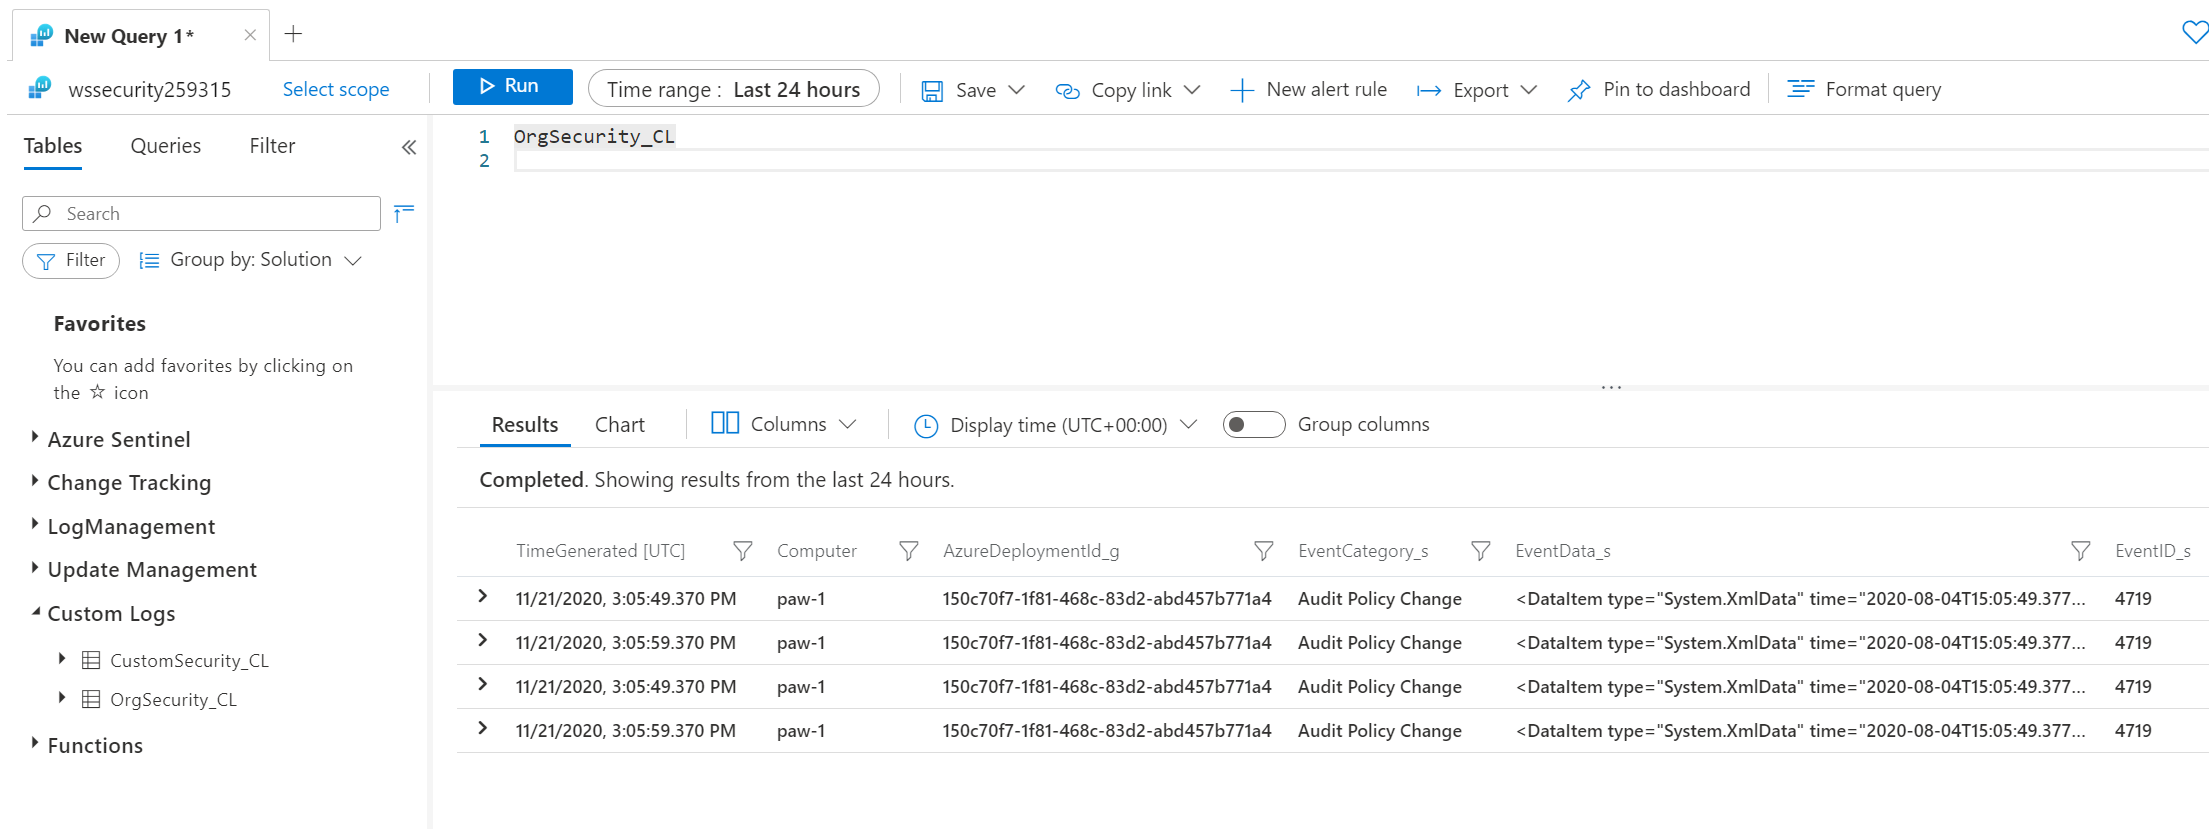 New Query 1*
wssecurity259315
Select scope
Run
Time range : Last 24 hours
Save
Copy link
New alert rule
Export
Pin to dashboard
Format query
Tables
Queries
Filter
Search
Filter
Group by: Solution
Favorites
You can add favorites by clicking on
the ☆ icon
Azure Sentinel
Change Tracking
LogManagement
Update Management
Custom Logs
CustomSecurity_CL
OrgSecurity_CL
Functions
1 OrgSecurity_CL
2
Results
Chart
Columns
Display time (UTC+00:00)
Group columns
Completed. Showing results from the last 24 hours.
TimeGenerated [UTC] Computer AzureDeploymentId_g EventCategory_s EventData_s EventID_s
11/21/2020, 3:05:49.370 PM paw-1 150c70f7-1f81-468c-83d2-abd457b771a4 Audit Policy Change <DataItem type="System.XmlData" time="2020-08-04T15:05:49.377... 4719
11/21/2020, 3:05:59.370 PM paw-1 150c70f7-1f81-468c-83d2-abd457b771a4 Audit Policy Change <DataItem type="System.XmlData" time="2020-08-04T15:05:49.377... 4719
11/21/2020, 3:05:49.370 PM paw-1 150c70f7-1f81-468c-83d2-abd457b771a4 Audit Policy Change <DataItem type="System.XmlData" time="2020-08-04T15:05:49.377... 4719
11/21/2020, 3:05:59.370 PM paw-1 150c70f7-1f81-468c-83d2-abd457b771a4 Audit Policy Change <DataItem type="System.XmlData" time="2020-08-04T15:05:49.377... 4719